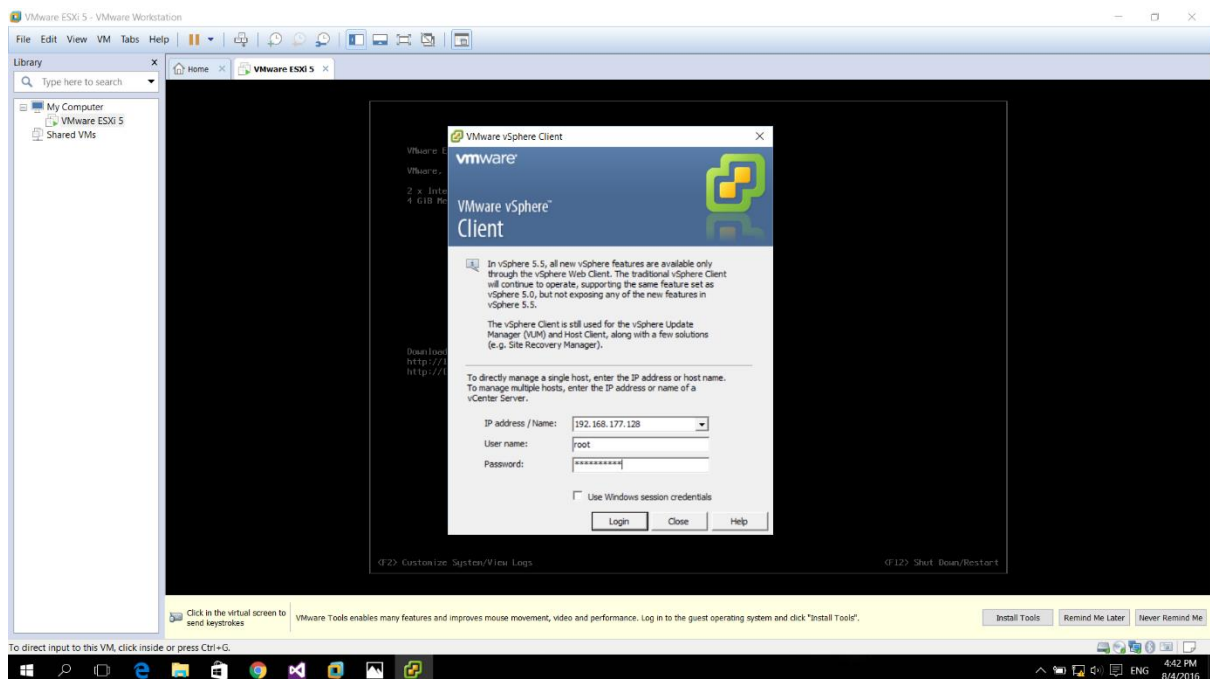 VMware ESXi 5 - VMware Workstation
File Edit View VM Tabs Help
Library x
Home × VMware ESXi 5 ×
Type here to search
My Computer
VMware ESXi 5
Shared VMs
VMware E
VMware,
2 x Inte
4 GiB Me
Download
http://
http://
VMware vSphere Client
vmware
VMware vSphere™
Client
In vSphere 5.5, all new vSphere features are available only
through the vSphere Web Client. The traditional vSphere Client
will continue to operate, supporting the same feature set as
vSphere 5.0, but not exposing any of the new features in
vSphere 5.5.
The vSphere Client is still used for the vSphere Update
Manager (VUM) and Host Client, along with a few solutions
(e.g. Site Recovery Manager).
To directly manage a single host, enter the IP address or host name.
To manage multiple hosts, enter the IP address or name of a
vCenter Server.
IP address / Name: 192.168.177.128
User name: root
Password: **********
Use Windows session credentials
Login Close Help
<F2> Customize System/View Logs <F12> Shut Down/Restart
Click in the virtual screen to
send keystrokes
VMware Tools enables many features and improves mouse movement, video and performance. Log in to the guest operating system and click "Install Tools".
Install Tools Remind Me Later Never Remind Me
To direct input to this VM, click inside or press Ctrl+G.
ENG 4:42 PM
8/4/2016